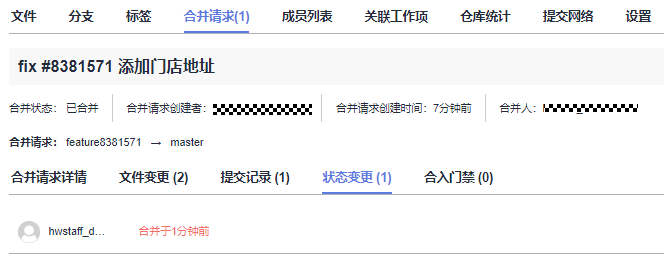 文件 分支 标签 合并请求(1) 成员列表 关联工作项 仓库统计 提交网络 设置
fix #8381571 添加门店地址
合并状态： 已合并 合并请求创建者： 合并请求创建时间：7分钟前 合并人：
合并请求： feature8381571 → master
合并请求详情 文件变更 (2) 提交记录 (1) 状态变更 (1) 合入门禁 (0)
hwstaff_d... 合并于1分钟前